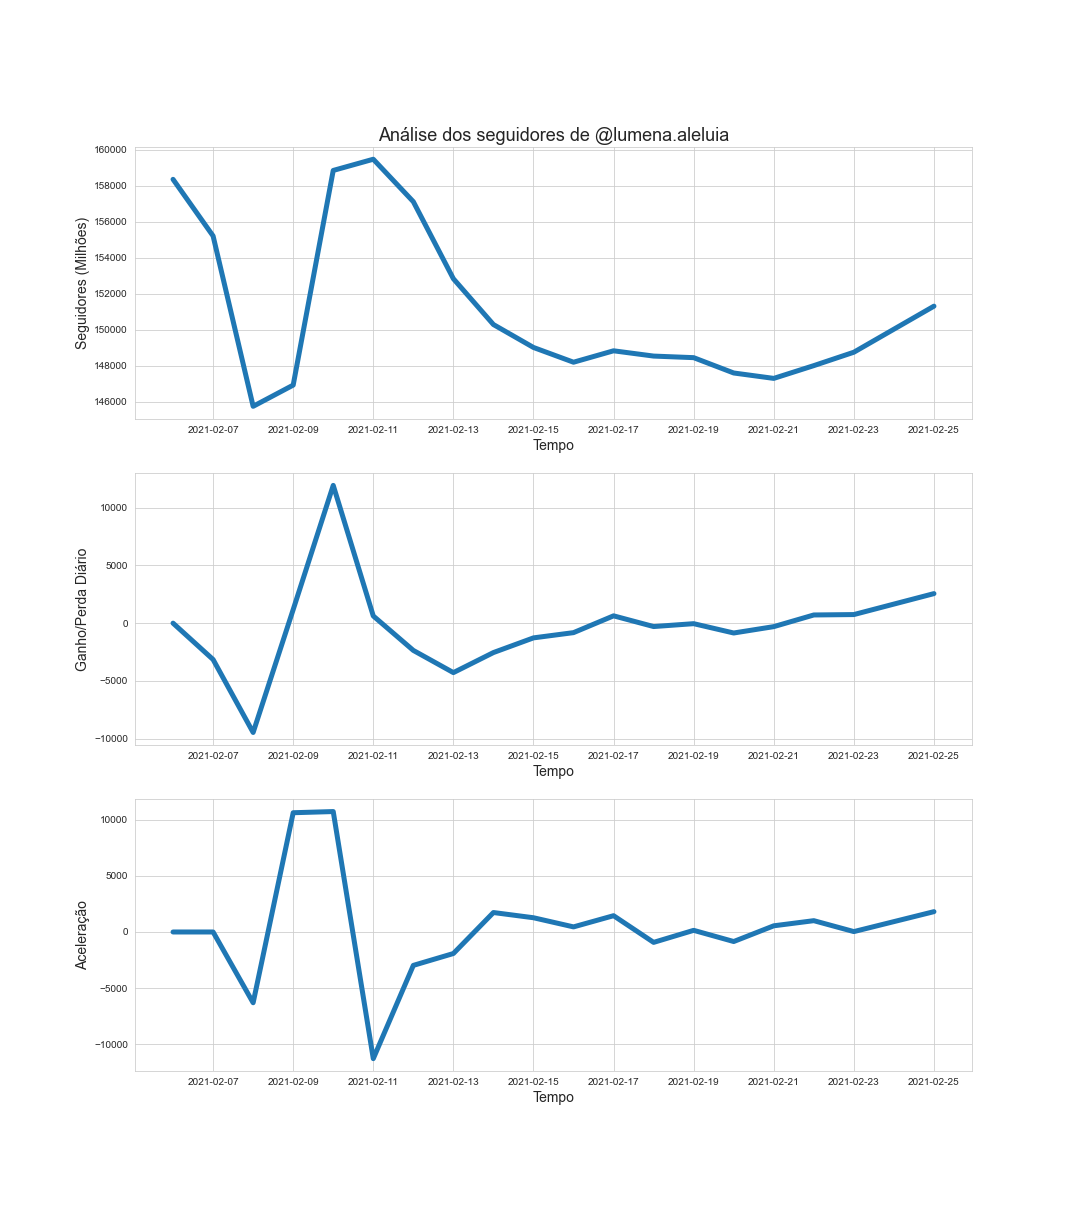 Análise dos seguidores de @lumena.aleluia
Seguidores (Milhões)
160000
158000
156000
154000
152000
150000
148000
146000
2021-02-07 2021-02-09 2021-02-11 2021-02-13 2021-02-15 2021-02-17 2021-02-19 2021-02-21 2021-02-23 2021-02-25
Tempo
Ganho/Perda Diário
10000
5000
0
−5000
−10000
2021-02-07 2021-02-09 2021-02-11 2021-02-13 2021-02-15 2021-02-17 2021-02-19 2021-02-21 2021-02-23 2021-02-25
Tempo
Aceleração
10000
5000
0
−5000
−10000
2021-02-07 2021-02-09 2021-02-11 2021-02-13 2021-02-15 2021-02-17 2021-02-19 2021-02-21 2021-02-23 2021-02-25
Tempo